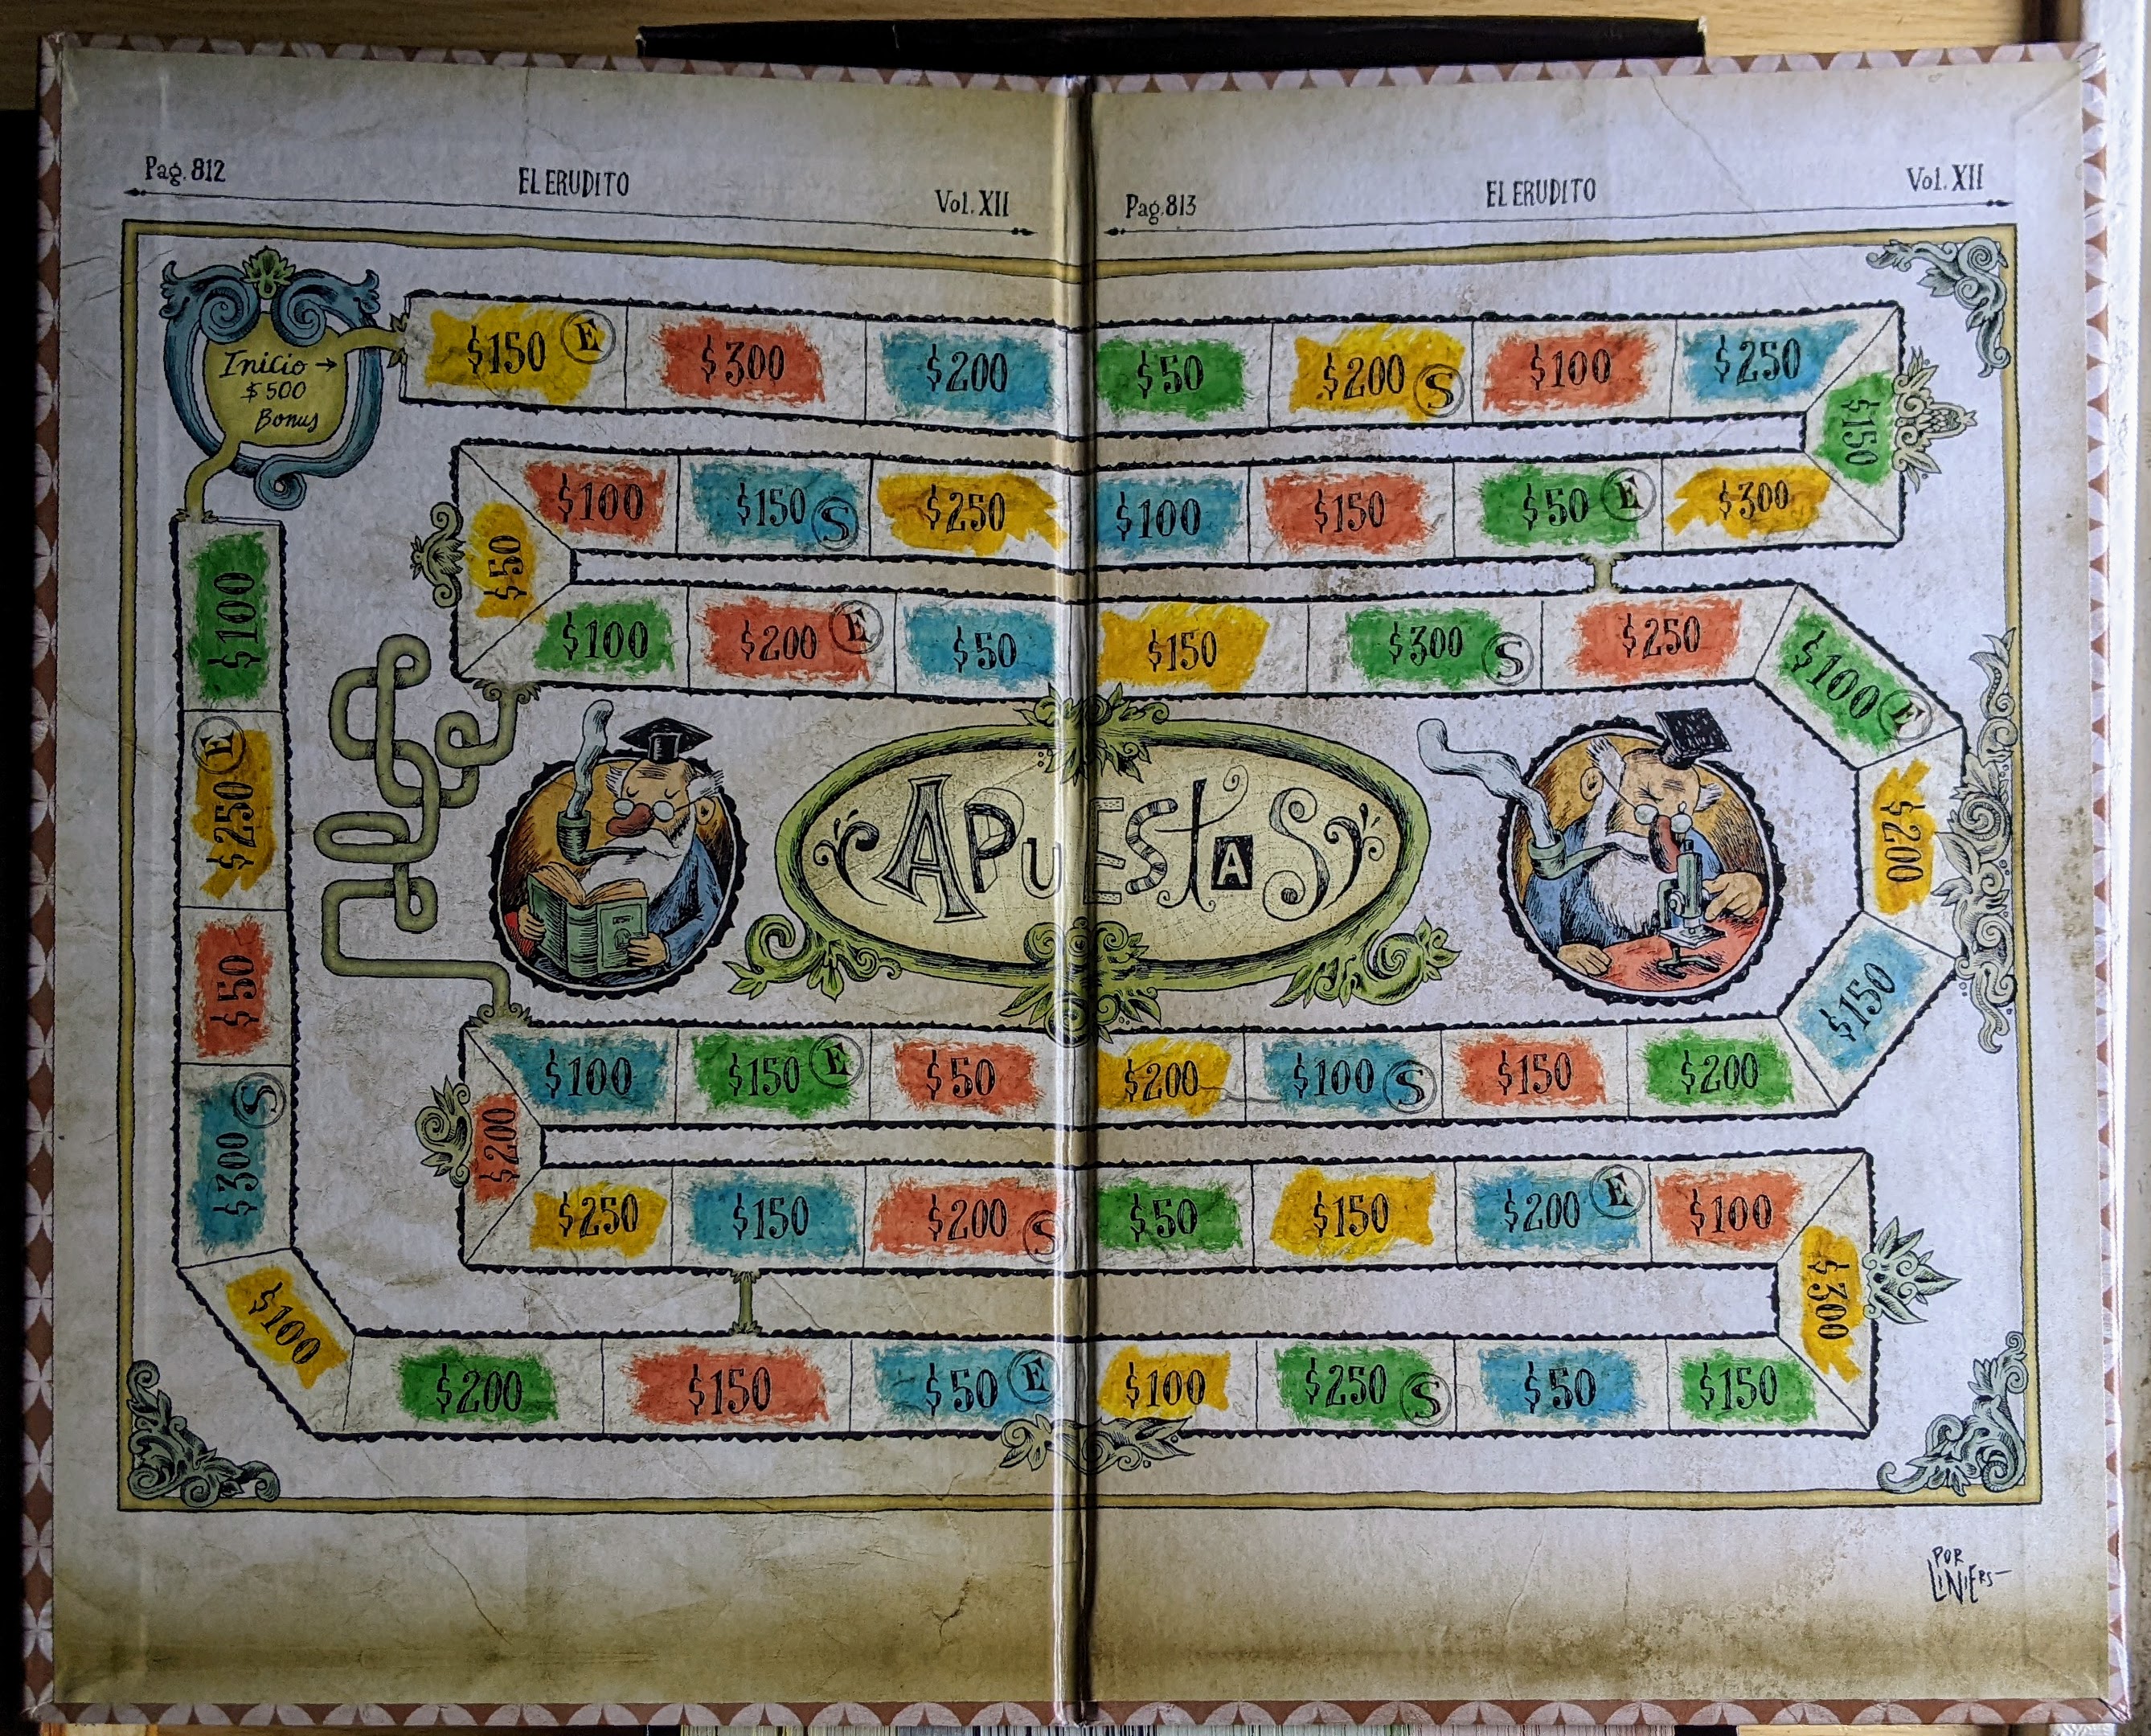 Pag. 812
EL ERUDITO
Vol. XII
Pag. 813
EL ERUDITO
Vol. XII
Inicio →
$500
Bonus
$150 E
$300
$200
$50
$200 S
$100
$250
$150
$100
$150 S
$250
$100
$150
$50 E
$300
$50
$100
$200 E
$50
$150
$300 S
$250
$100 E
$200
$150
APUESTAS
$100
$150 E
$50
$200
$100 S
$150
$200
$200
$250
$150
$200 S
$50
$150
$200 E
$100
$300
$200
$150
$50 E
$100
$250 S
$50
$150
$100
$250 E
$50
$300 S
$100
POR
LINIERS